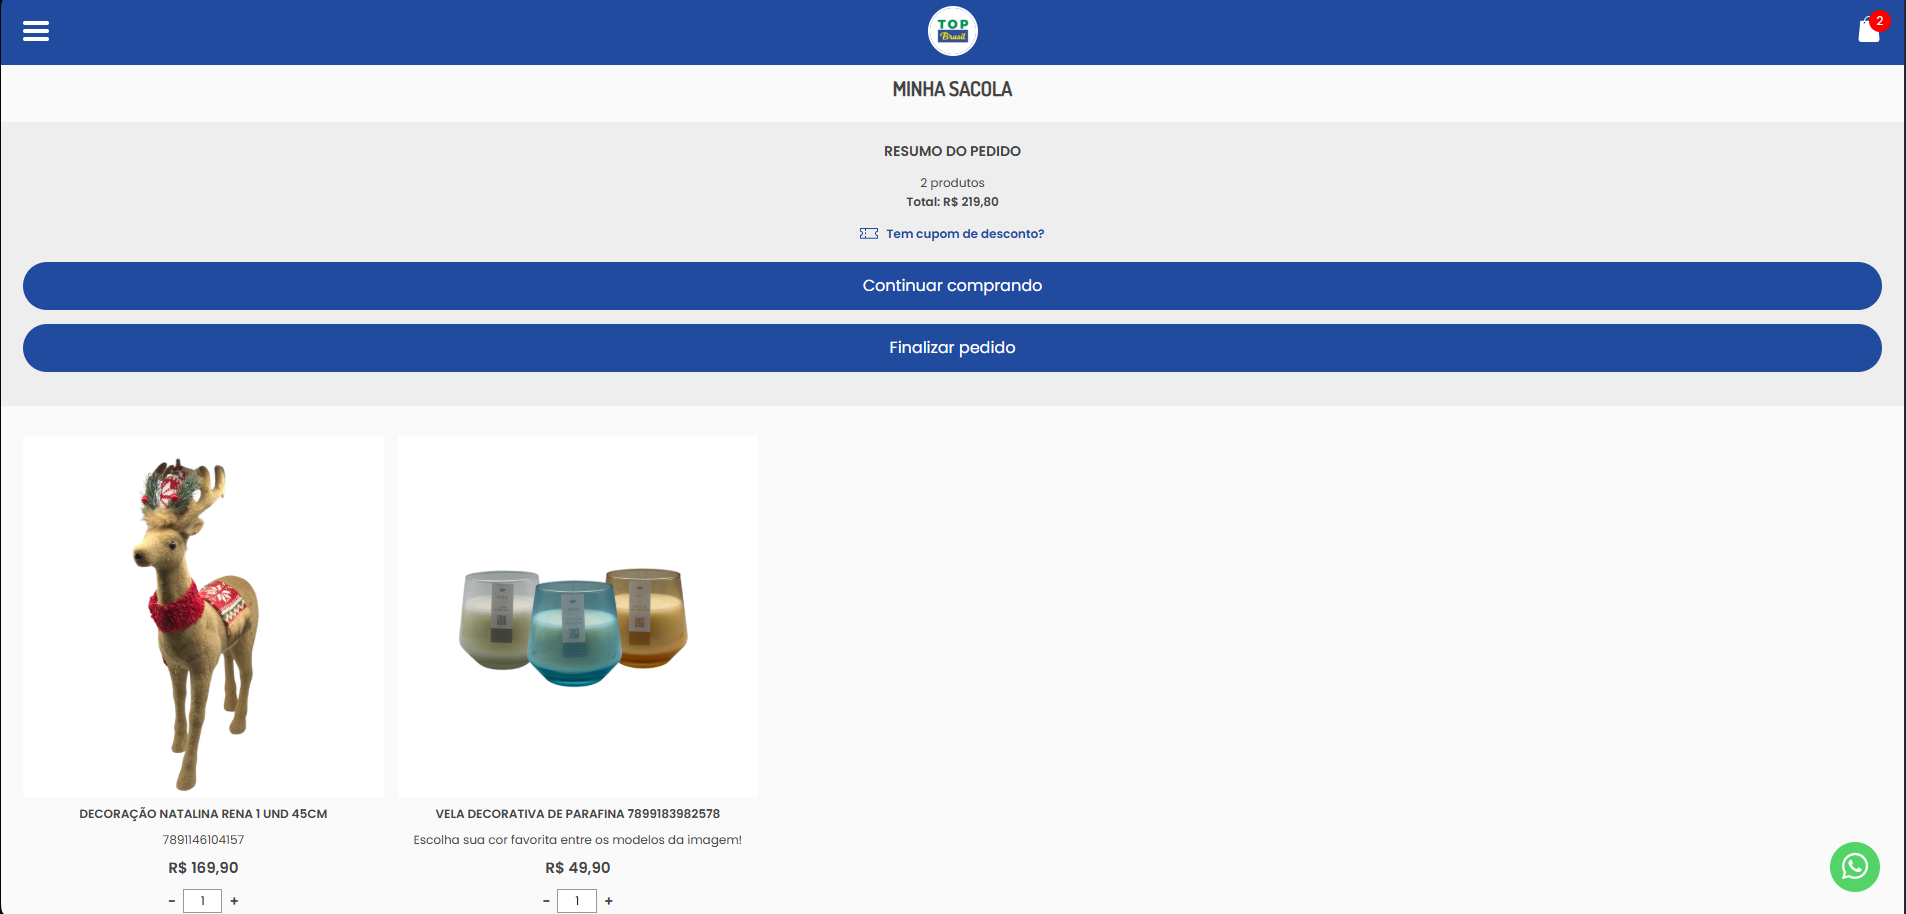 TOP
Brasil
2
MINHA SACOLA
RESUMO DO PEDIDO
2 produtos
Total: R$ 219,80
Tem cupom de desconto?
Continuar comprando
Finalizar pedido
DECORAÇÃO NATALINA RENA 1 UND 45CM
7891146104157
R$ 169,90
- 1 +
VELA DECORATIVA DE PARAFINA 7899183982578
Escolha sua cor favorita entre os modelos da imagem!
R$ 49,90
- 1 +